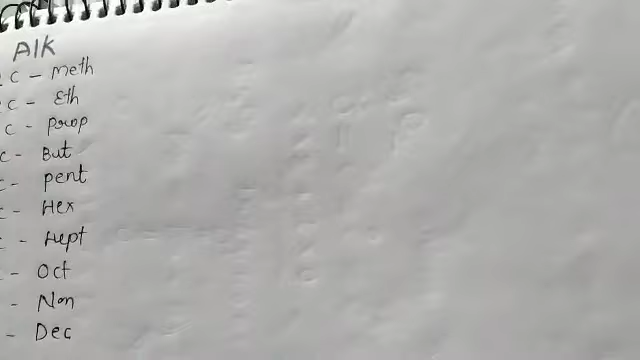 Alk
C - Meth
C - Eth
C - Prop
C - But
C - Pent
C - Hex
C - Hept
- Oct
- Non
- Dec